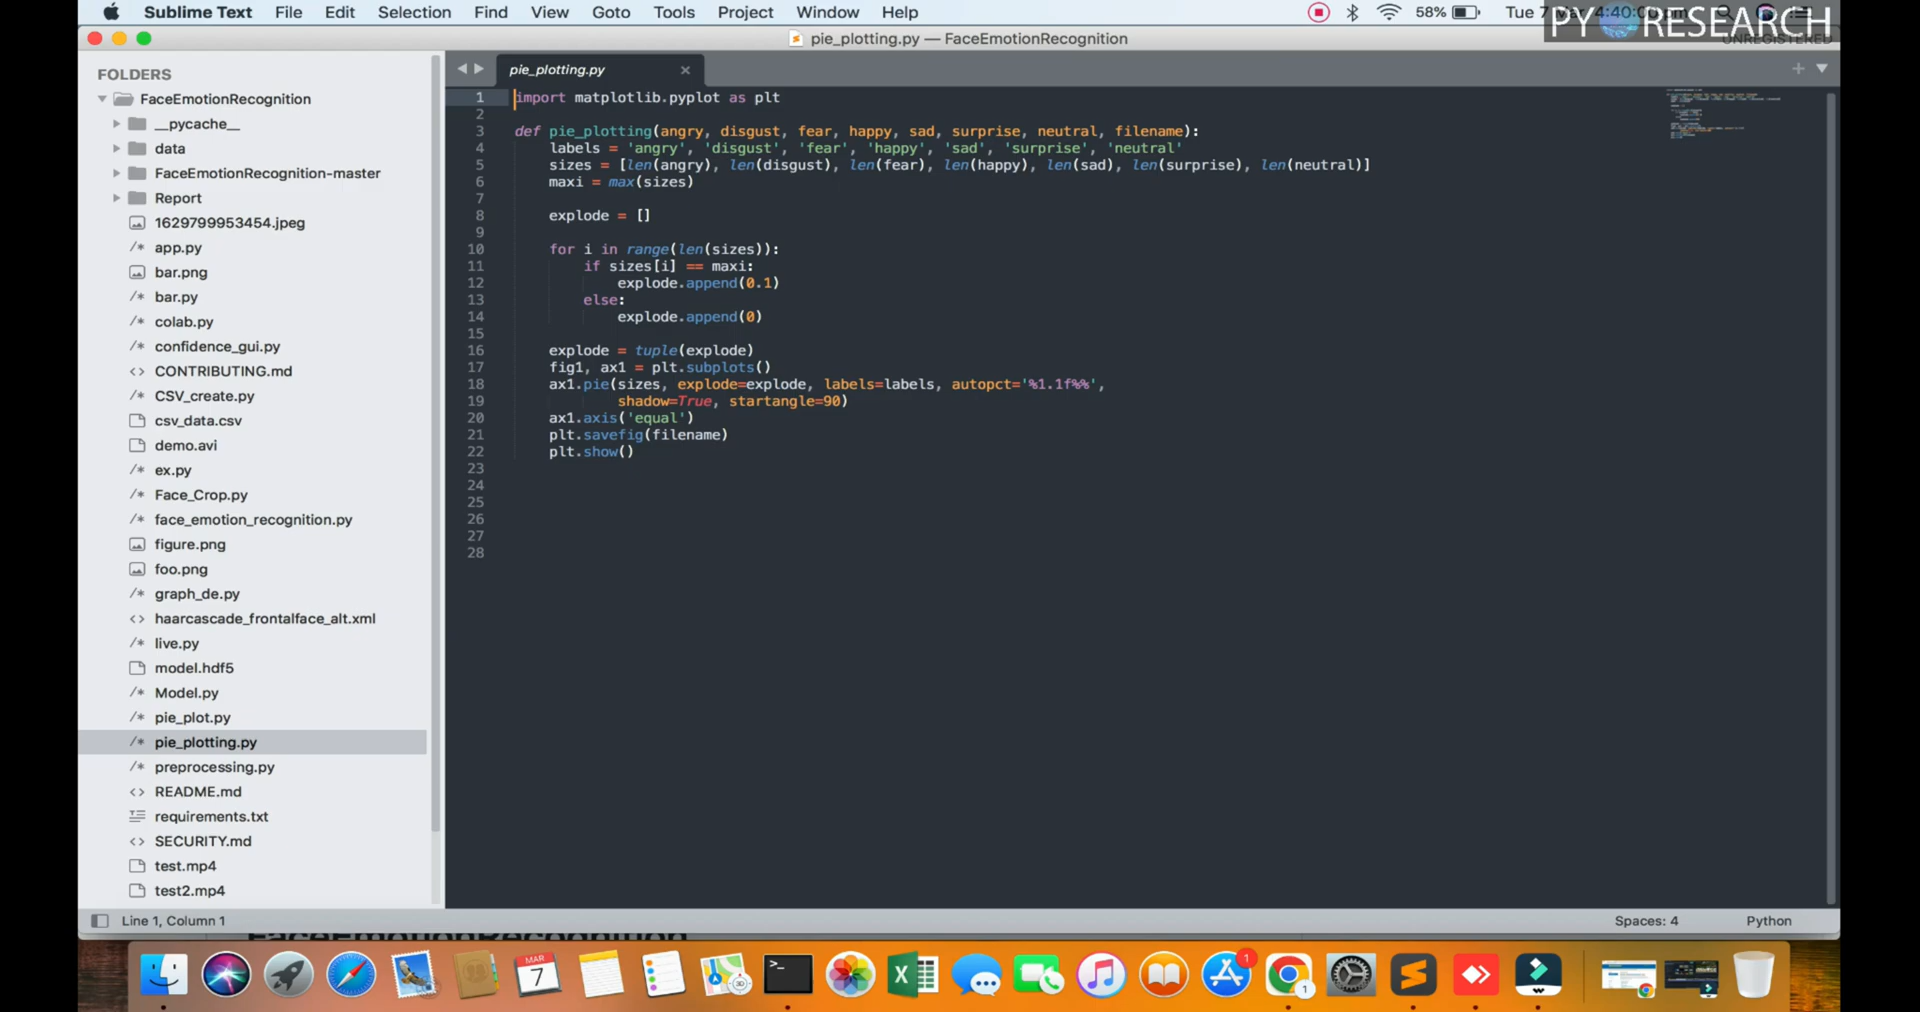 Sublime Text File Edit Selection Find View Goto Tools Project Window Help 58% Tue 7
PY RESEARCH
pie_plotting.py — FaceEmotionRecognition
UNREGISTERED
FOLDERS
FaceEmotionRecognition
__pycache__
data
FaceEmotionRecognition-master
Report
1629799953454.jpeg
/* app.py
bar.png
/* bar.py
/* colab.py
/* confidence_gui.py
<> CONTRIBUTING.md
/* CSV_create.py
csv_data.csv
demo.avi
/* ex.py
/* Face_Crop.py
/* face_emotion_recognition.py
figure.png
foo.png
/* graph_de.py
<> haarcascade_frontalface_alt.xml
/* live.py
model.hdf5
/* Model.py
/* pie_plot.py
/* pie_plotting.py
/* preprocessing.py
<> README.md
requirements.txt
<> SECURITY.md
test.mp4
test2.mp4
pie_plotting.py
1 import matplotlib.pyplot as plt
2
3 def pie_plotting(angry, disgust, fear, happy, sad, surprise, neutral, filename):
4 labels = 'angry', 'disgust', 'fear', 'happy', 'sad', 'surprise', 'neutral'
5 sizes = [len(angry), len(disgust), len(fear), len(happy), len(sad), len(surprise), len(neutral)]
6 maxi = max(sizes)
7
8 explode = []
9
10 for i in range(len(sizes)):
11 if sizes[i] == maxi:
12 explode.append(0.1)
13 else:
14 explode.append(0)
15
16 explode = tuple(explode)
17 fig1, ax1 = plt.subplots()
18 ax1.pie(sizes, explode=explode, labels=labels, autopct='%1.1f%%',
19 shadow=True, startangle=90)
20 ax1.axis('equal')
21 plt.savefig(filename)
22 plt.show()
23
24
25
26
27
28
Line 1, Column 1
Spaces: 4 Python
FaceEmotionRecognition
MAR
7
1
1